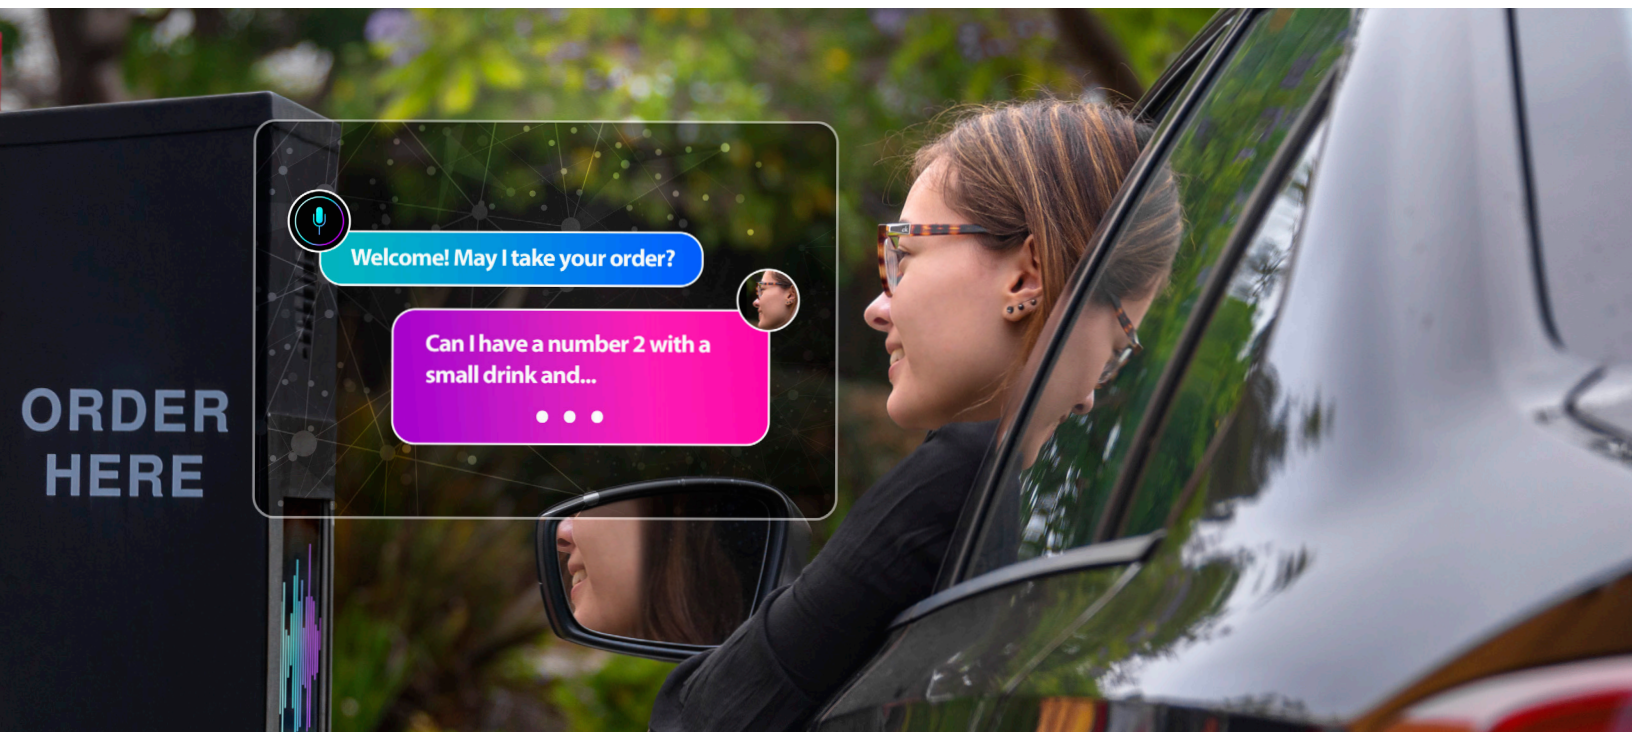 ORDER
HERE
Welcome! May I take your order?
Can I have a number 2 with a
small drink and...